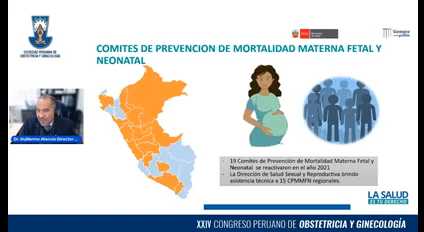 SOCIEDAD PERUANA DE
OBSTETRICIA Y GINECOLOGÍA
PERÚ
Siempre
con el pueblo
COMITES DE PREVENCION DE MORTALIDAD MATERNA FETAL Y
NEONATAL
Dr. Guillermo Atencio Director ...
- 19 Comités de Prevención de Mortalidad Materna Fetal y
Neonatal se reactivaron en el año 2021
- La Dirección de Salud Sexual y Reproductiva brindo
asistencia técnica a 15 CPMMFN regionales.
LA SALUD
ES TU DERECHO
XXIV CONGRESO PERUANO DE OBSTETRICIA Y GINECOLOGÍA